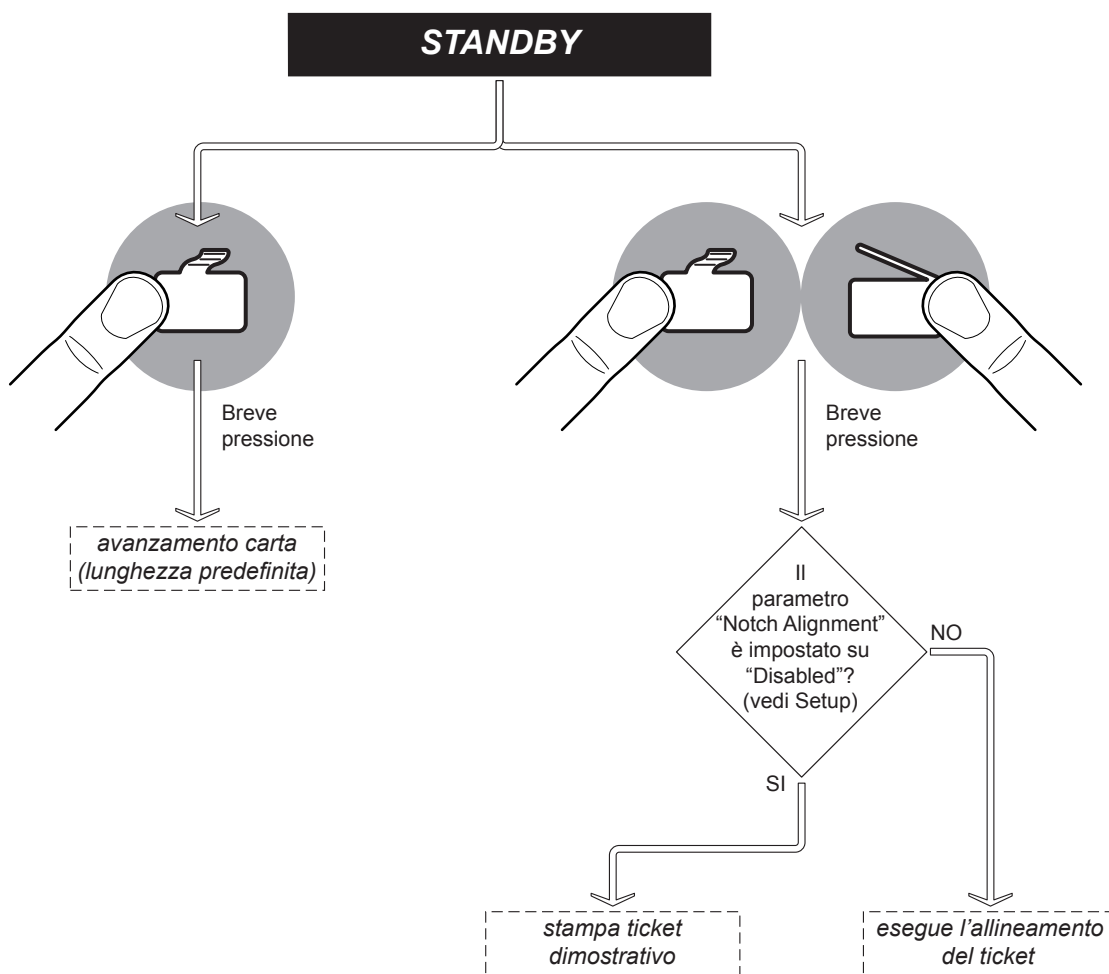 STANDBY
Breve
pressione
Breve
pressione
avanzamento carta
(lunghezza predefinita)
Il
parametro
“Notch Alignment”
è impostato su
“Disabled”?
(vedi Setup)
NO
SI
stampa ticket
dimostrativo
esegue l’allineamento
del ticket